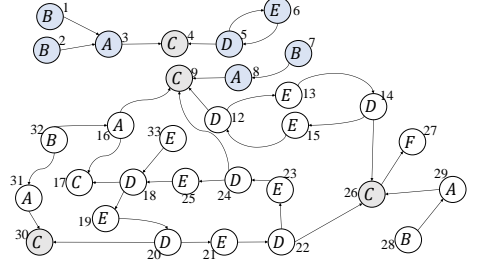 B 1
E 6
B 2
A 3
C 4
D 5
B 7
C 9
A 8
D 12
E 13
D 14
E 15
B 32
A 16
E 33
F 27
C 17
D 18
E 25
D 24
E 23
C 26
A 29
A 31
E 19
C 30
D 20
E 21
D 22
B 28